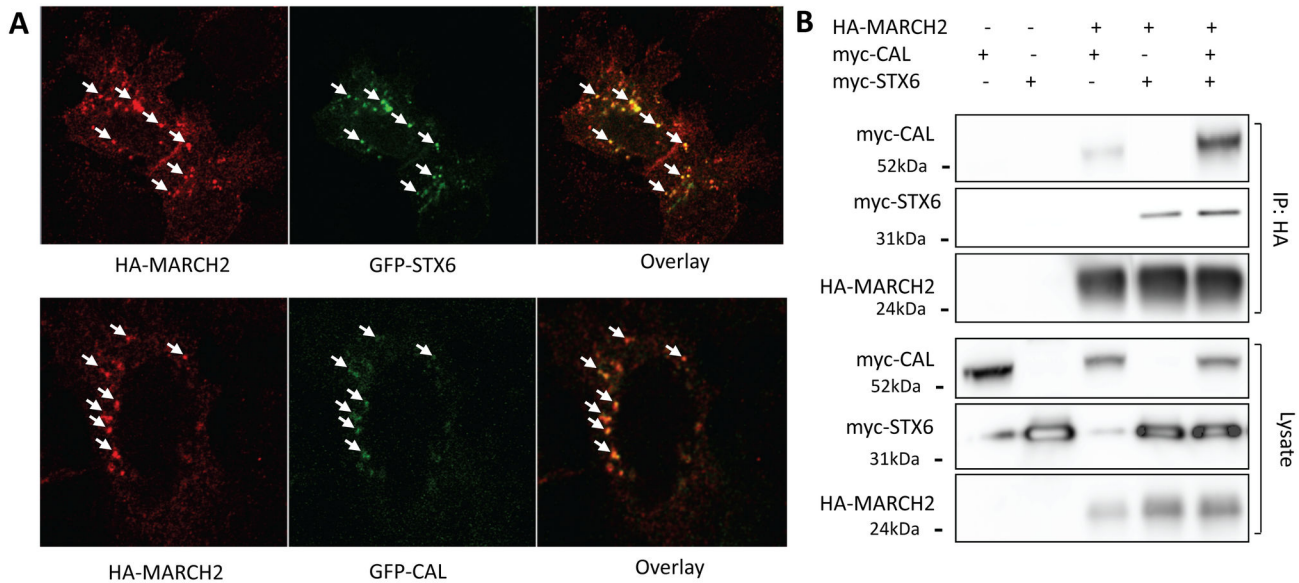 A
HA-MARCH2 GFP-STX6 Overlay
HA-MARCH2 GFP-CAL Overlay
B
HA-MARCH2 - - + + +
myc-CAL + - + - +
myc-STX6 - + - + +
myc-CAL
52kDa -
myc-STX6
31kDa -
HA-MARCH2
24kDa -
IP: HA
myc-CAL
52kDa -
myc-STX6
31kDa -
HA-MARCH2
24kDa -
Lysate